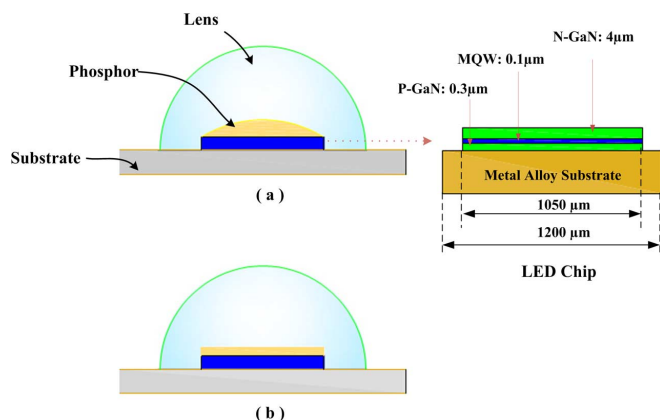 Lens
Phosphor
Substrate
( a )
N-GaN: 4µm
MQW: 0.1µm
P-GaN: 0.3µm
Metal Alloy Substrate
1050 µm
1200 µm
LED Chip
( b )